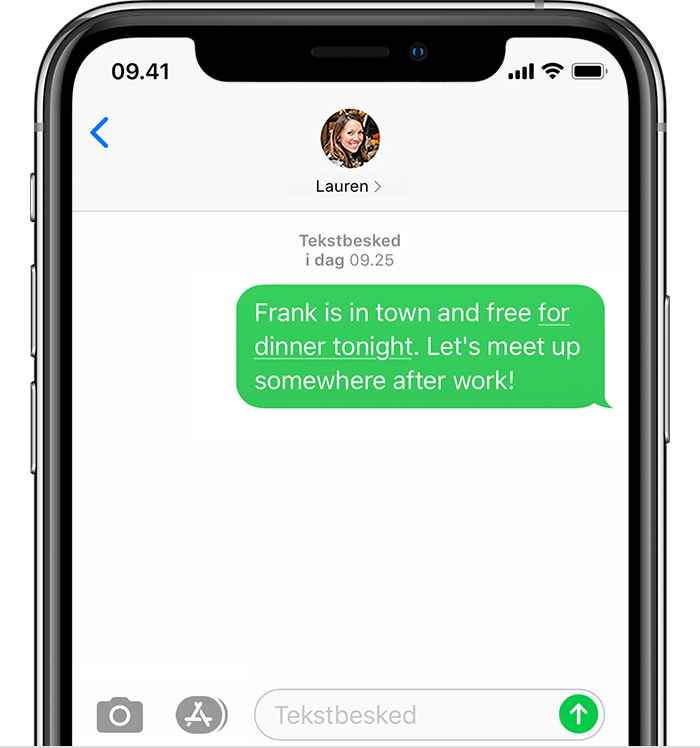 09.41
Lauren
Tekstbesked
i dag 09.25
Frank is in town and free for
dinner tonight. Let's meet up
somewhere after work!
Tekstbesked